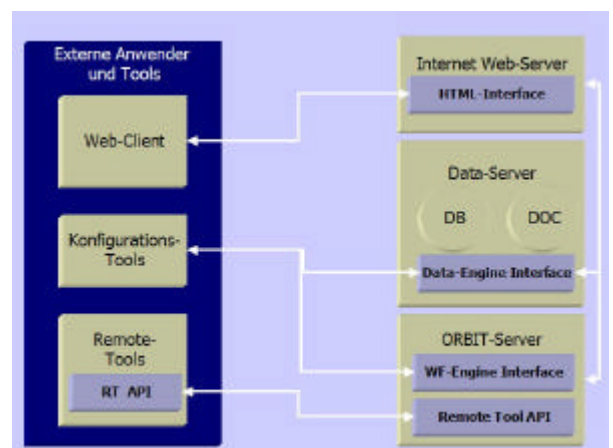 Externe Anwender
und Tools
Web-Client
Konfigurations-
Tools
Remote-
Tools
RT API
Internet Web-Server
HTML-Interface
Data-Server
DB DOC
Data-Engine Interface
ORBIT-Server
WF-Engine Interface
Remote Tool API